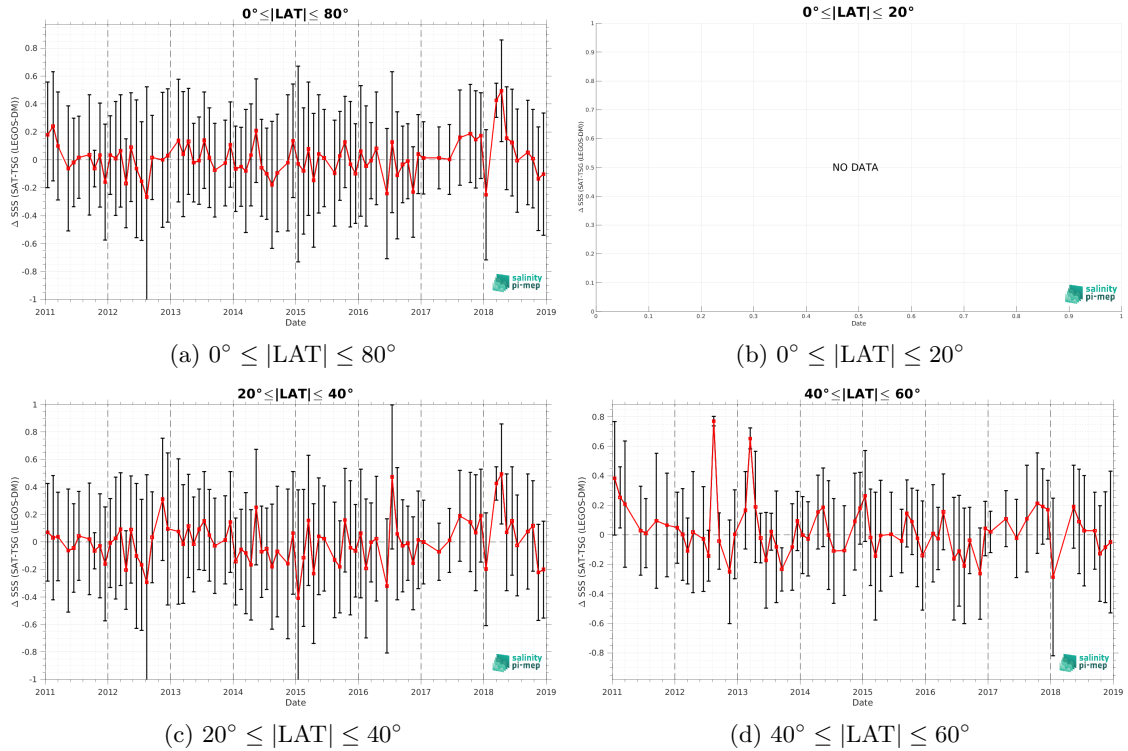 0°≤|LAT|≤ 80°
Δ SSS (SAT-TSG (LEGOS-DM))
0.8
0.6
0.4
0.2
0
-0.2
-0.4
-0.6
-0.8
-1
2011 2012 2013 2014 2015 2016 2017 2018 2019
Date
salinity
pi-mep
(a) 0° ≤ |LAT| ≤ 80°
0°≤|LAT|≤ 20°
Δ SSS (SAT-TSG (LEGOS-DM))
1
0.9
0.8
0.7
0.6
0.5
0.4
0.3
0.2
0.1
0
NO DATA
0 0.1 0.2 0.3 0.4 0.5 0.6 0.7 0.8 0.9 1
Date
salinity
pi-mep
(b) 0° ≤ |LAT| ≤ 20°
20°≤|LAT|≤ 40°
Δ SSS (SAT-TSG (LEGOS-DM))
1
0.8
0.6
0.4
0.2
0
-0.2
-0.4
-0.6
-0.8
-1
2011 2012 2013 2014 2015 2016 2017 2018 2019
Date
salinity
pi-mep
(c) 20° ≤ |LAT| ≤ 40°
40°≤|LAT|≤ 60°
Δ SSS (SAT-TSG (LEGOS-DM))
0.8
0.6
0.4
0.2
0
-0.2
-0.4
-0.6
-0.8
2011 2012 2013 2014 2015 2016 2017 2018 2019
Date
salinity
pi-mep
(d) 40° ≤ |LAT| ≤ 60°